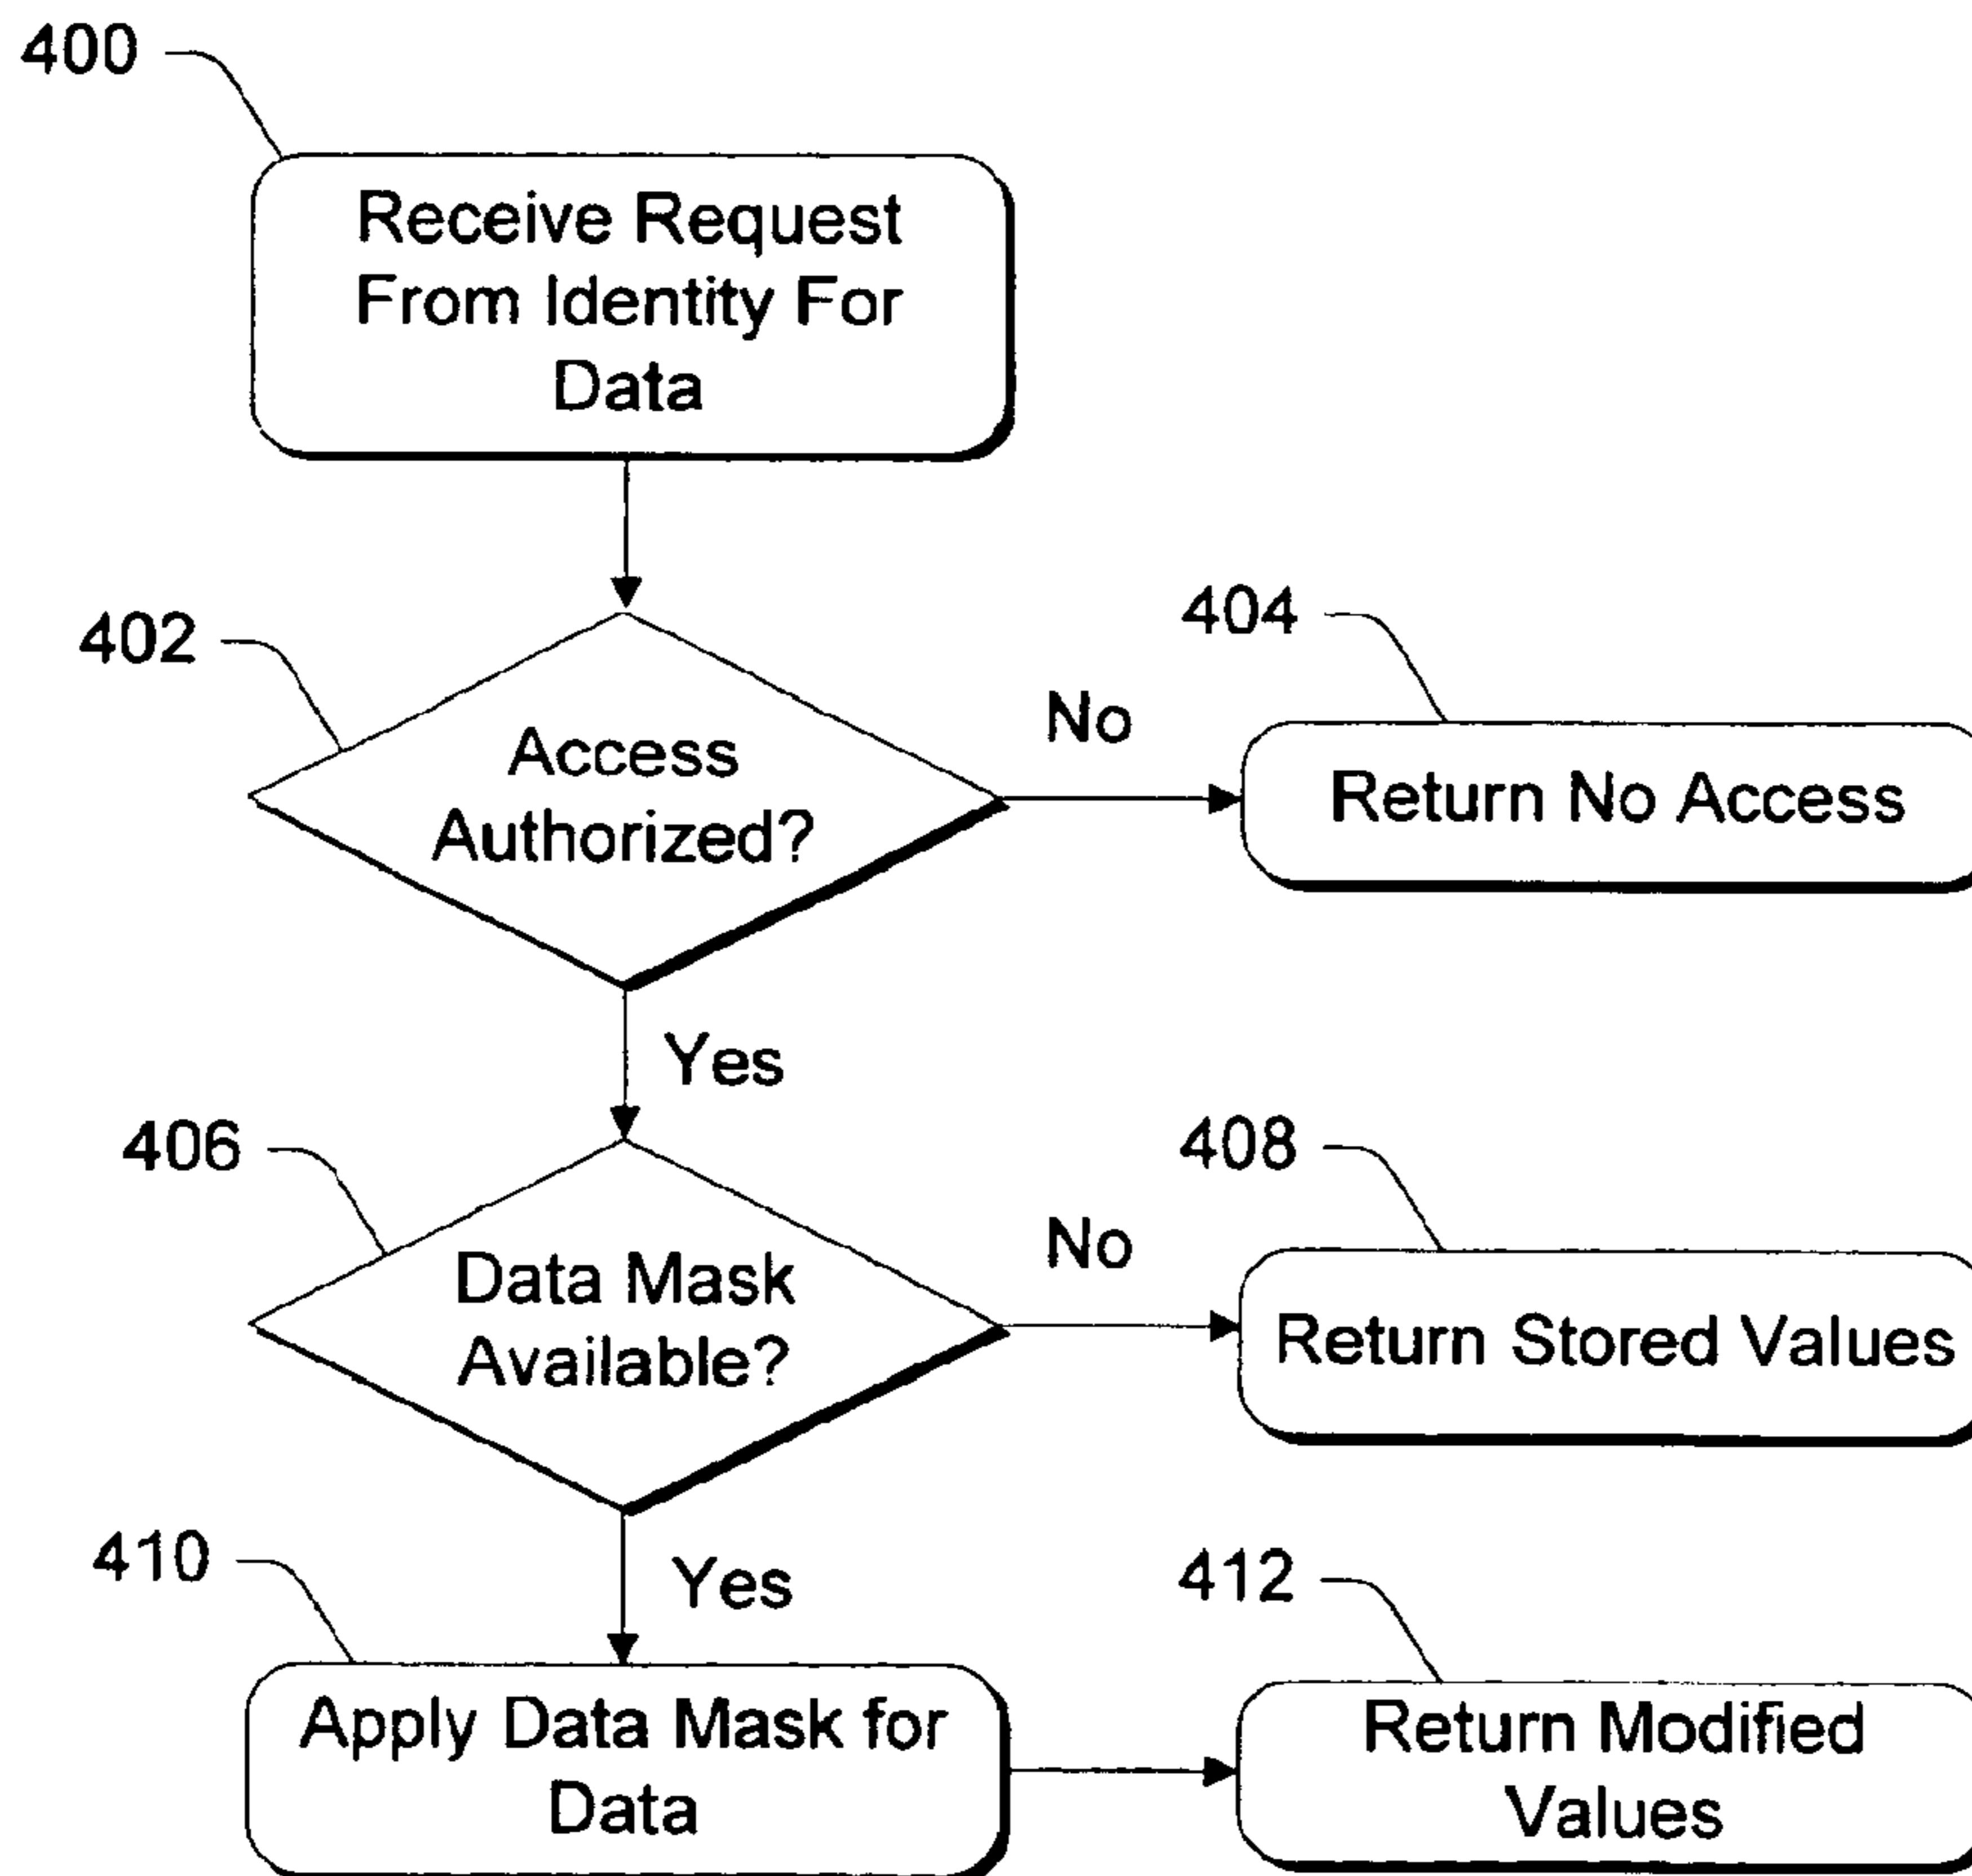 400
Receive Request
From Identity For
Data
402
Access
Authorized?
No
404
Return No Access
Yes
406
Data Mask
Available?
No
408
Return Stored Values
Yes
410
Apply Data Mask for
Data
412
Return Modified
Values